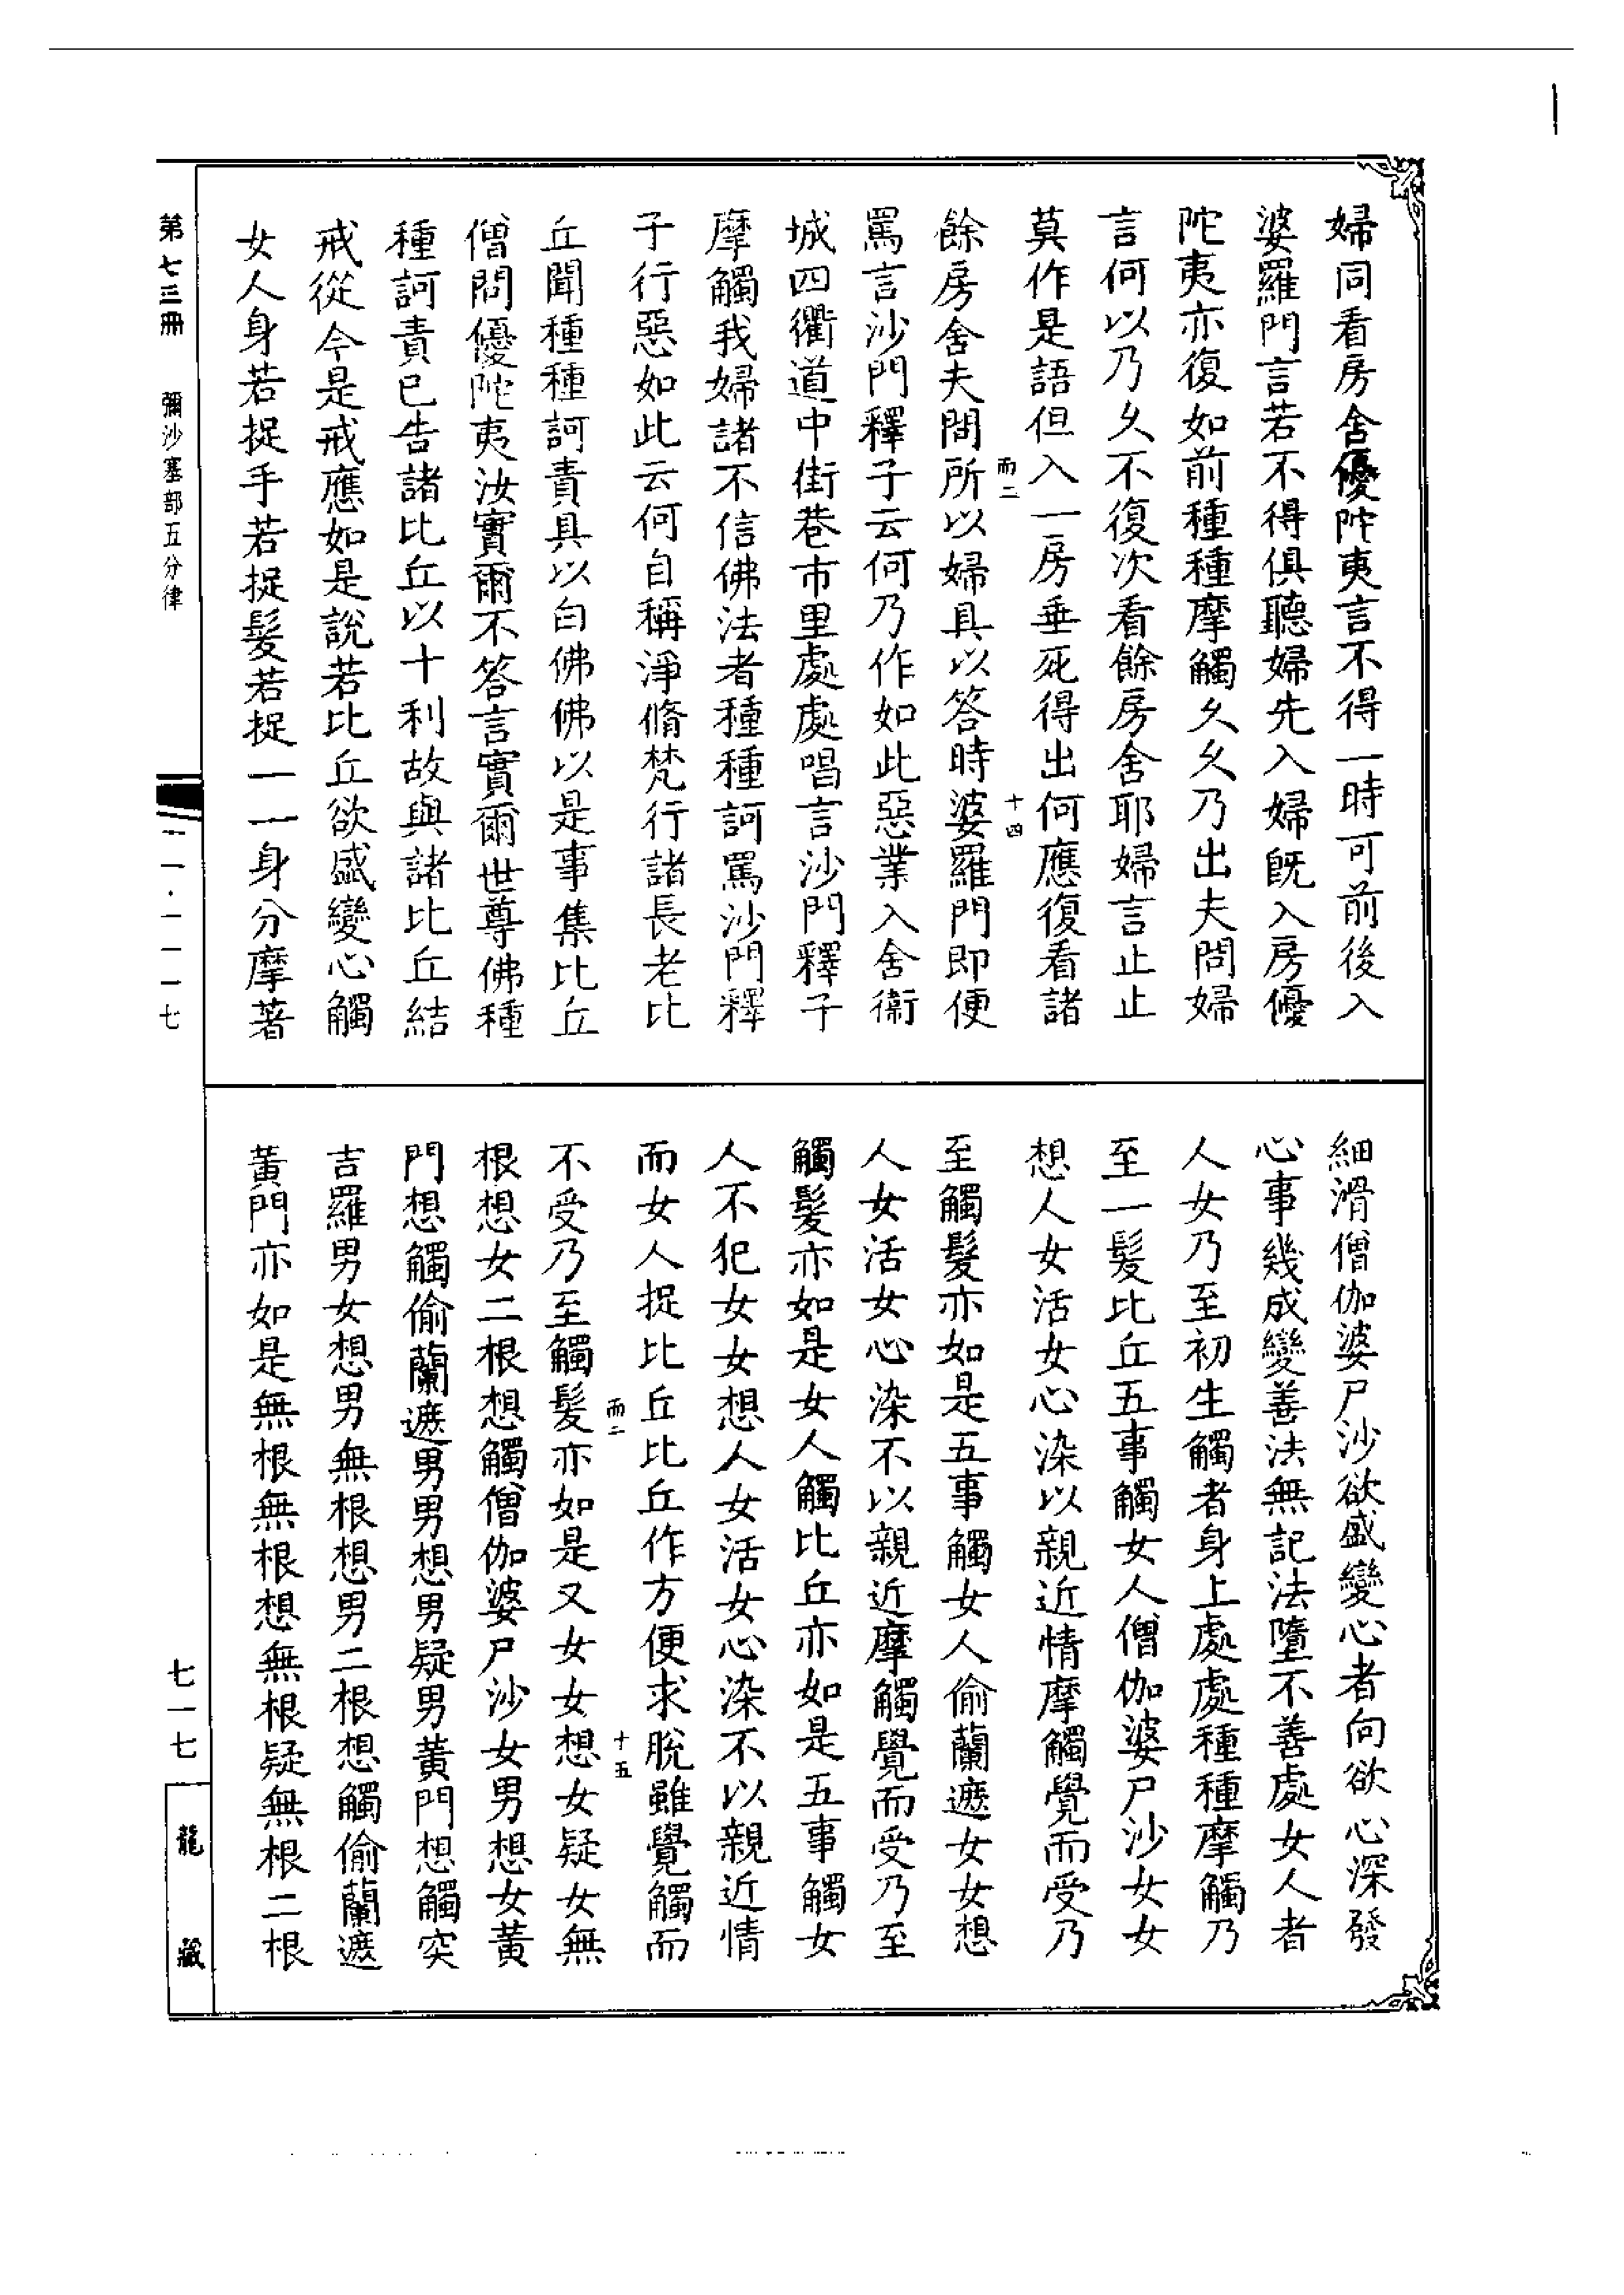 婦同看房舍優陀夷言不得一時可前後入
婆羅門言若不得俱聽婦先入婦既入房優
陀夷亦復如前種種摩觸久久乃出夫問婦
言何以乃久不復次看餘房舍耶婦言止止
莫作是語但入一房垂死得出何應復看諸
而二
十四
餘房舍夫問所以婦具以答時婆羅門即便
罵言沙門釋子云何乃作如此惡業入舍衛
城四衢道中街巷市里處處唱言沙門釋子
摩觸我婦諸不信佛法者種種訶罵沙門釋
子行惡如此云何自稱淨脩梵行諸長老比
丘聞種種訶責具以白佛佛以是事集比丘
僧問優陀夷汝實爾不答言實爾世尊佛種
種訶責已告諸比丘以十利故與諸比丘結
戒從今是戒應如是說若比丘欲盛變心觸
女人身若捉手若捉髮若捉一一身分摩著
細滑僧伽婆尸沙欲盛變心者向欲心深發
心事幾成變善法無記法墮不善處女人者
人女乃至初生觸者身上處處種種摩觸乃
至一髮比丘五事觸女人僧伽婆尸沙女女
想人女活女心染以親近情摩觸覺而受乃
至觸髮亦如是五事觸女人偷蘭遮女女想
人女活女心染不以親近摩觸覺而受乃至
觸髮亦如是女人觸比丘亦如是五事觸女
人不犯女女想人女活女心染不以親近情
而女人捉比丘比丘作方便求脫雖覺觸而
而二
十五
不受乃至觸髮亦如是又女女想女疑女無
根想女二根想觸僧伽婆尸沙女男想女黃
門想觸偷蘭遮男男想男疑男黃門想觸突
吉羅男女想男無根想男二根想觸偷蘭遮
黃門亦如是無根無根想無根疑無根二根
第七三冊 彌沙塞部五分律
二一·一一一七
七一七
龍藏